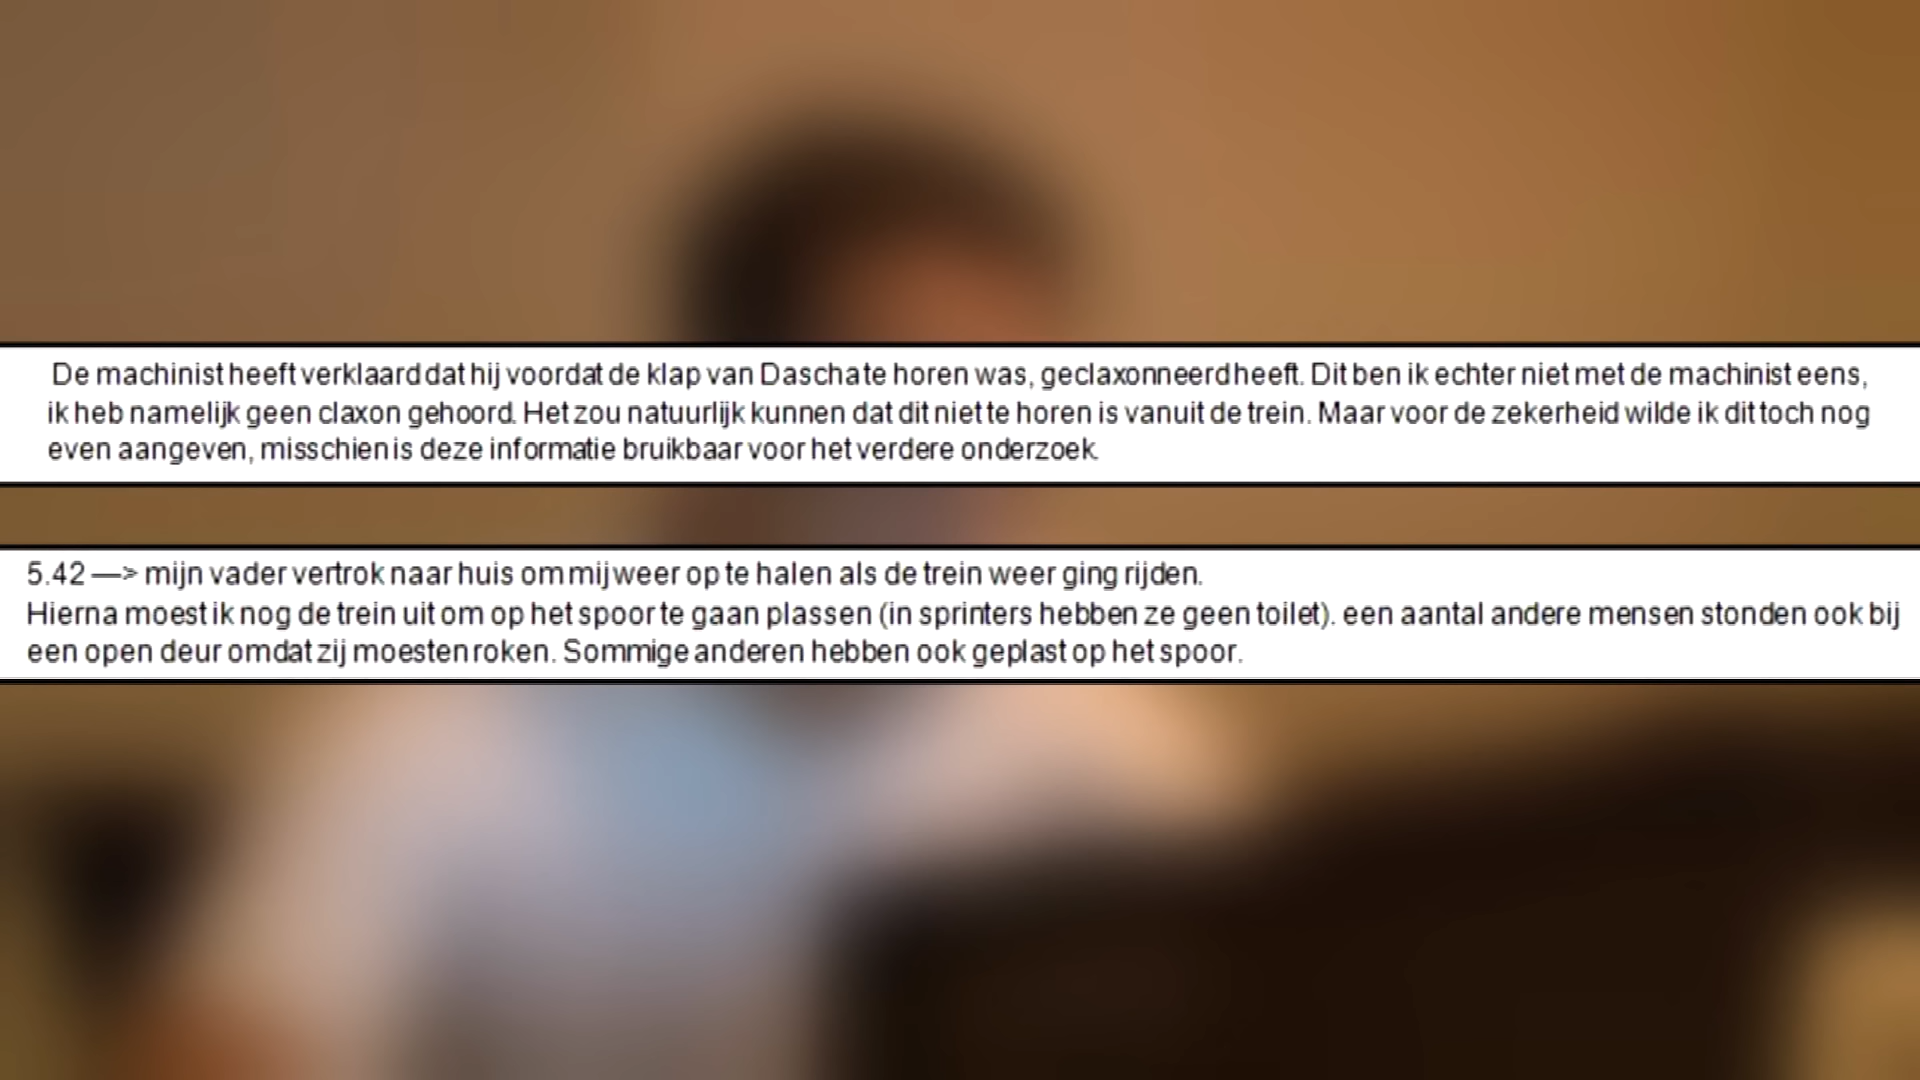 De machinist heeft verklaard dat hij voordat de klap van Dascha te horen was, geclaxonneerd heeft. Dit ben ik echter niet met de machinist eens,
ik heb namelijk geen claxon gehoord. Het zou natuurlijk kunnen dat dit niet te horen is vanuit de trein. Maar voor de zekerheid wilde ik dit toch nog
even aangeven, misschien is deze informatie bruikbaar voor het verdere onderzoek.
5.42 —> mijn vader vertrok naar huis om mij weer op te halen als de trein weer ging rijden.
Hierna moest ik nog de trein uit om op het spoor te gaan plassen (in sprinters hebben ze geen toilet). een aantal andere mensen stonden ook bij
een open deur omdat zij moesten roken. Sommige anderen hebben ook geplast op het spoor.